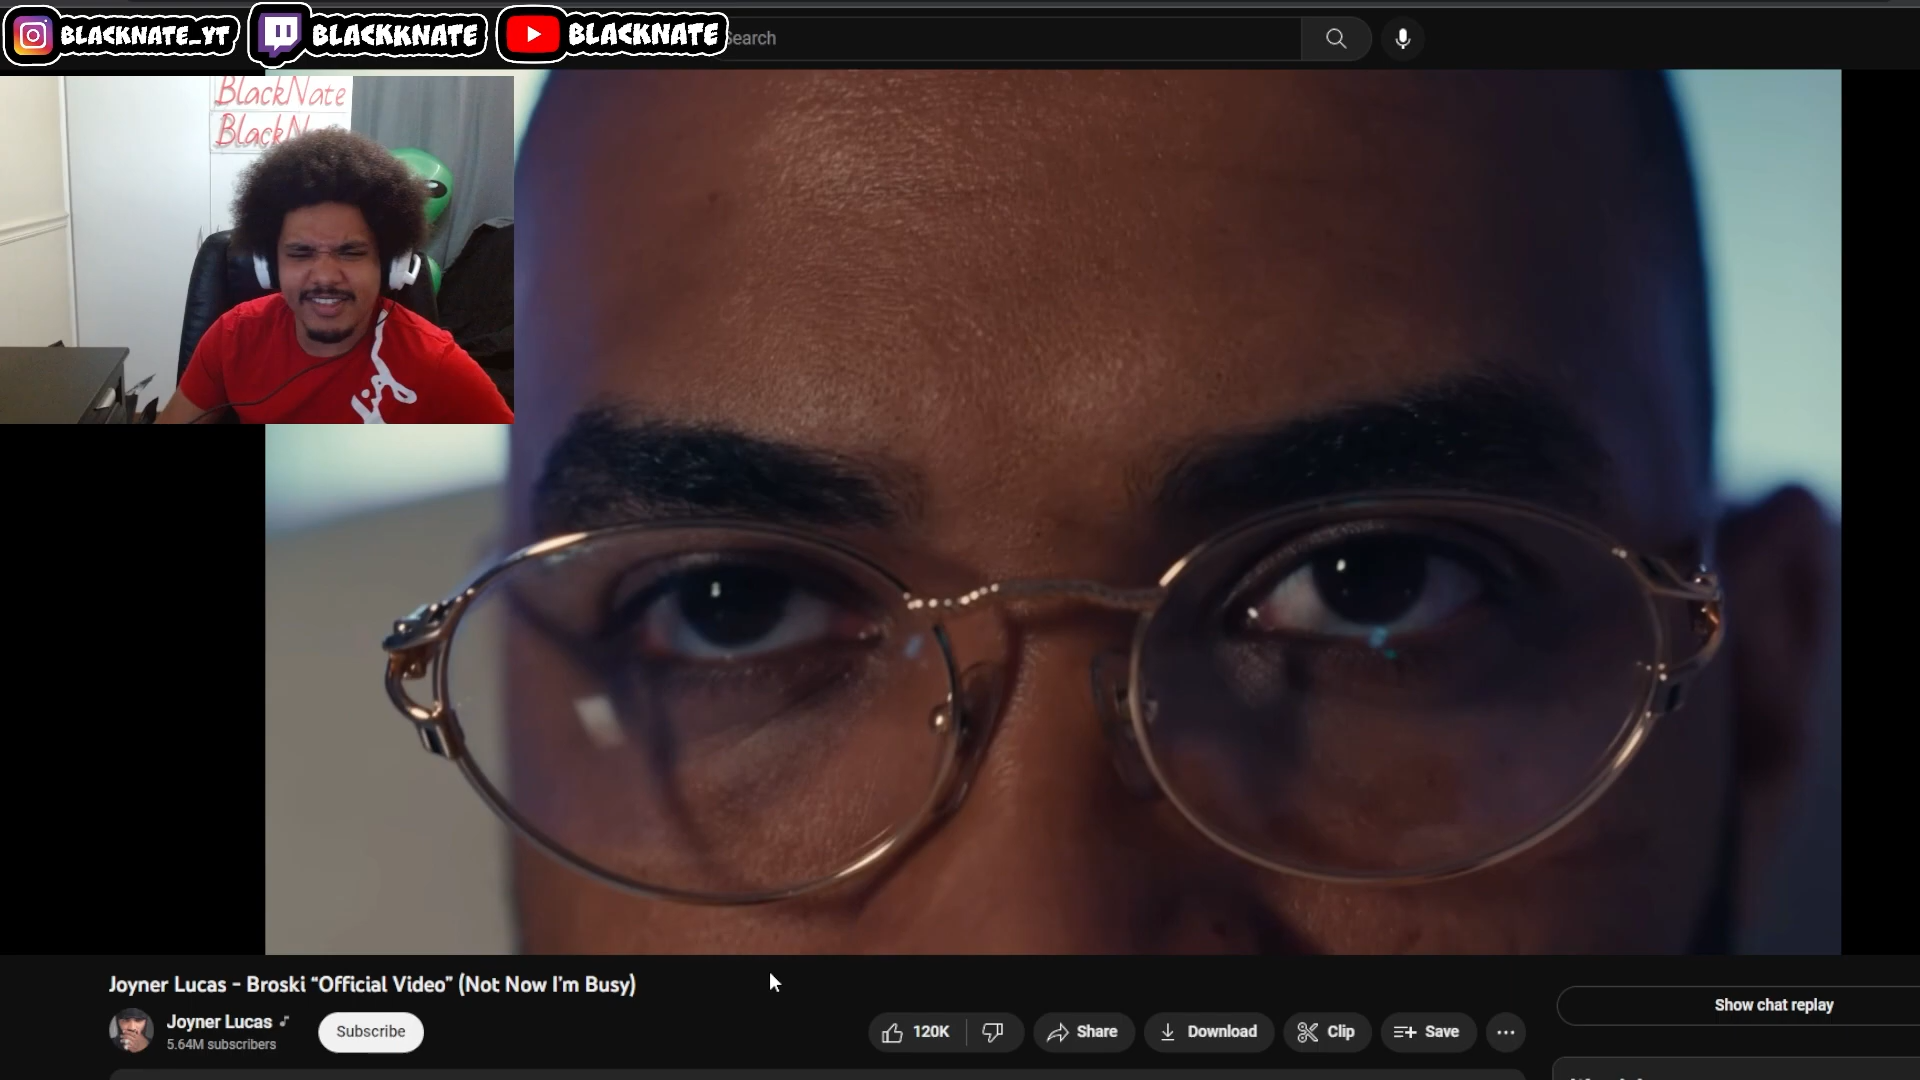 BLACKNATE_YT
BLACKKNATE
BLACKNATE
Search
BlackNate
Joyner Lucas - Broski “Official Video” (Not Now I'm Busy)
Joyner Lucas
5.64M subscribers
Subscribe
120K
Share
Download
Clip
Save
Show chat replay